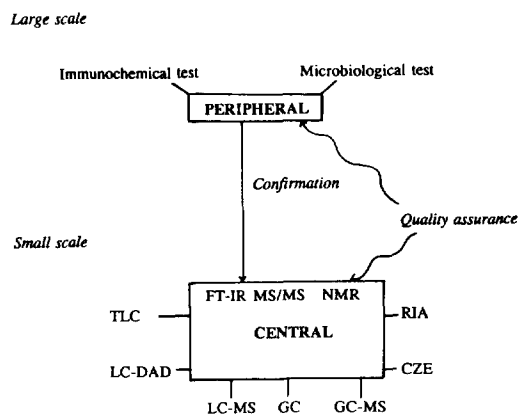 Large scale
Immunochemical test
Microbiological test
PERIPHERAL
Confirmation
Quality assurance
Small scale
FT-IR MS/MS NMR
TLC
RIA
CENTRAL
LC-DAD
CZE
LC-MS GC GC-MS